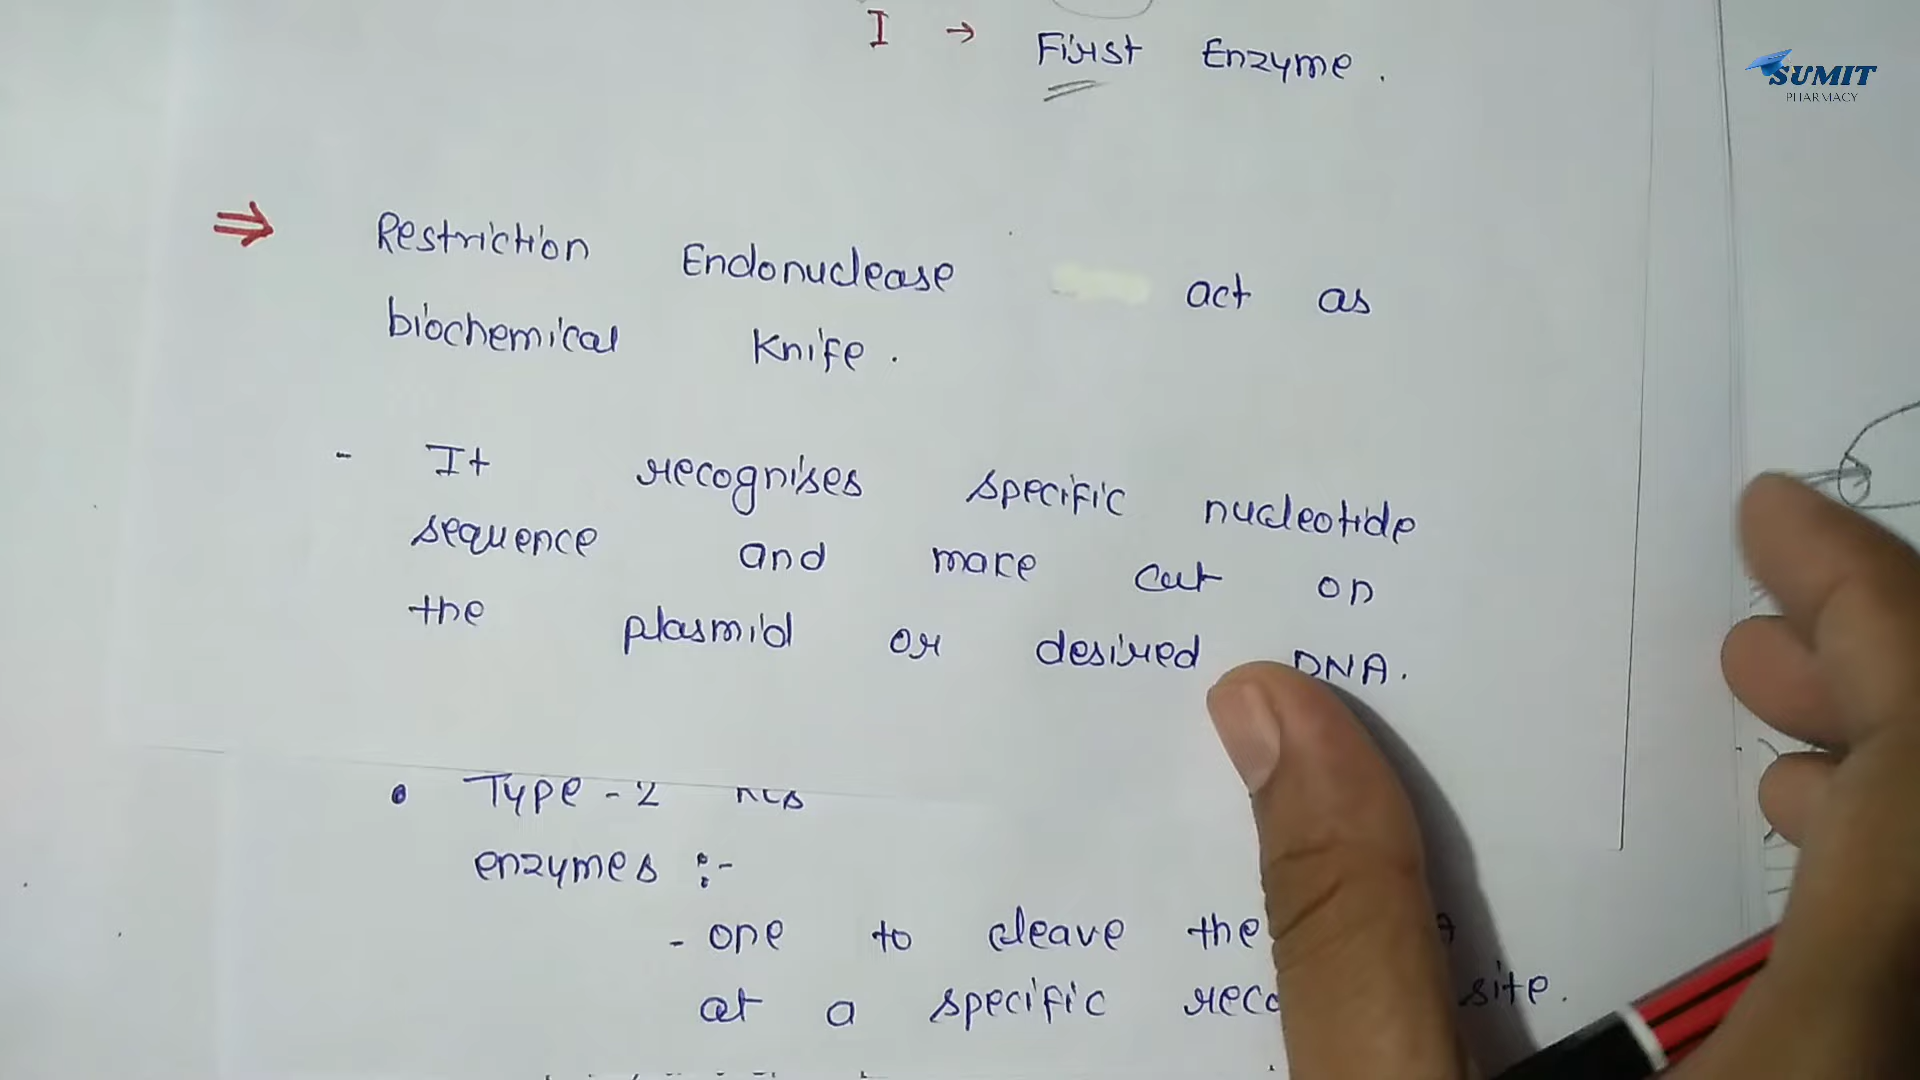 I → First Enzyme.
SUMIT
PHARMACY
⇒ Restriction Endonuclease act as
biochemical Knife.
- It recognises specific nucleotide
sequence and make cut on
the plasmid or desired DNA.
• Type-2
enzymes :-
- one to cleave the
at a specific site.